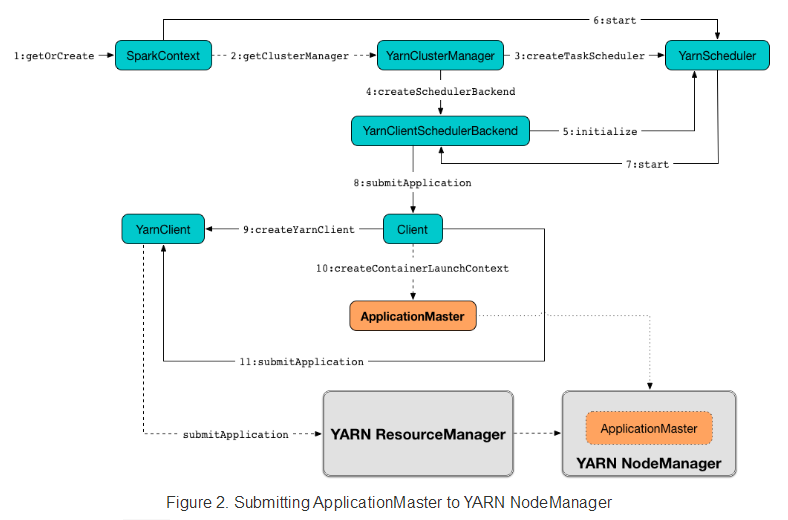 6:start
1:getOrCreate
SparkContext
2:getClusterManager
YarnClusterManager
3:createTaskScheduler
YarnScheduler
4:createSchedulerBackend
YarnClientSchedulerBackend
5:initialize
7:start
8:submitApplication
YarnClient
9:createYarnClient
Client
10:createContainerLaunchContext
ApplicationMaster
11:submitApplication
submitApplication
YARN ResourceManager
ApplicationMaster
YARN NodeManager
Figure 2. Submitting ApplicationMaster to YARN NodeManager